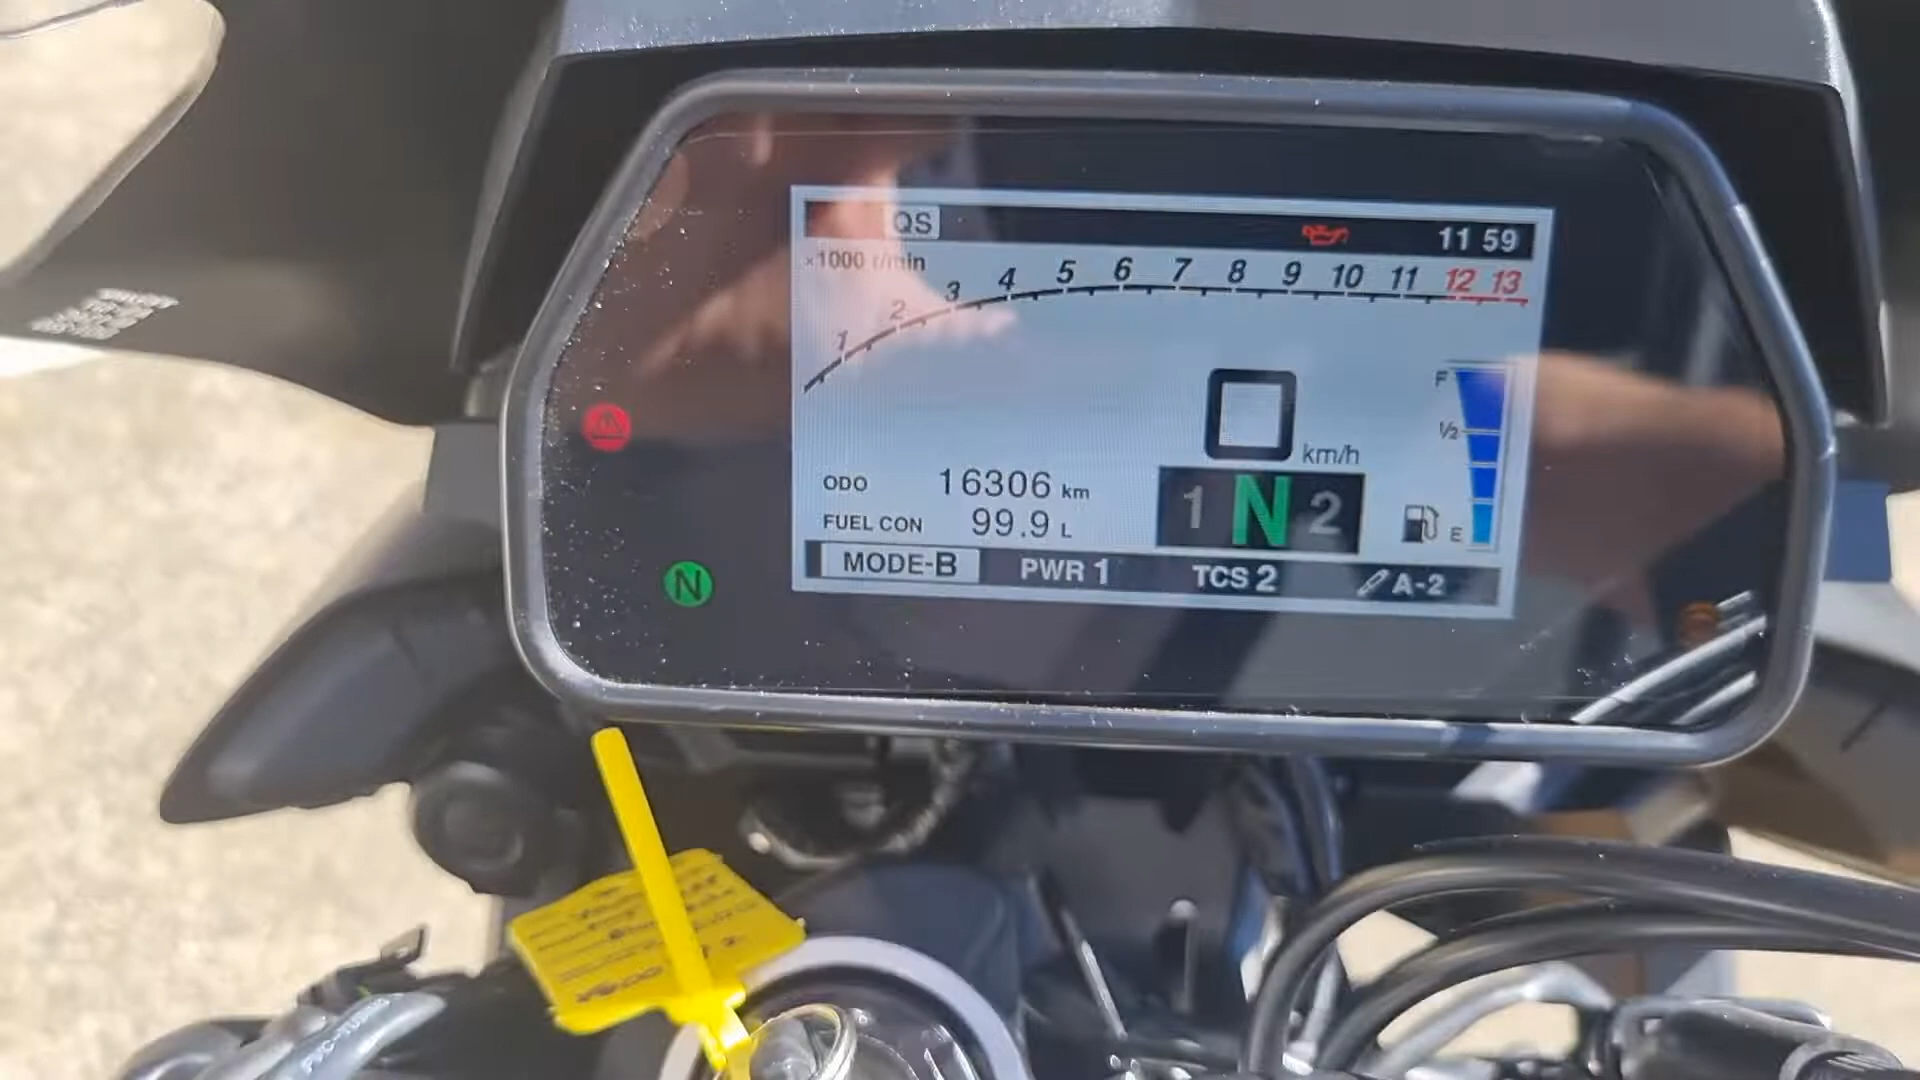 QS 11 59
×1000 r/min
1 2 3 4 5 6 7 8 9 10 11 12 13
F
1/2
0 km/h
ODO 16306 km
1 N 2
FUEL CON 99.9 L
E
MODE-B PWR 1 TCS 2 A-2
N